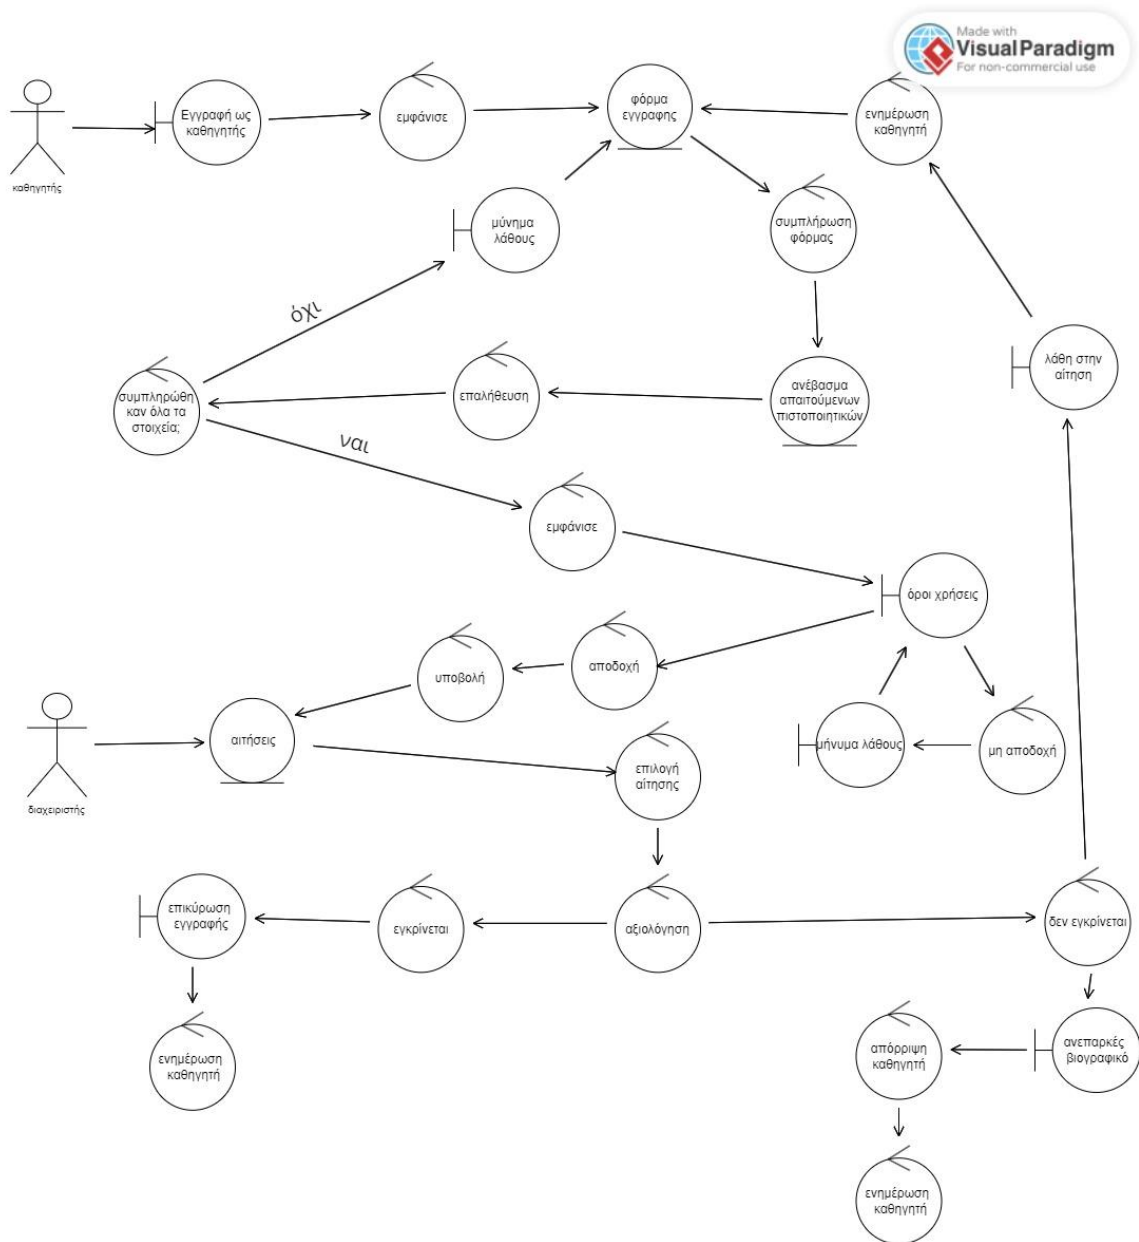 Made with
Visual Paradigm
For non-commercial use
Εγγραφή ως
καθηγητής
εμφάνισε
φόρμα
εγγραφης
ενημέρωση
καθηγητή
καθηγητής
μύνημα
λάθους
συμπλήρωση
φόρμας
όχι
λάθη στην
αίτηση
συμπληρώθη
καν όλα τα
στοιχεία;
επαλήθευση
ανέβασμα
απαιτούμενων
πιστοποιητικών
ναι
εμφάνισε
όροι χρήσεις
αποδοχή
υποβολή
αιτήσεις
επιλογή
αίτησης
μήνυμα λάθους
μη αποδοχή
διαχειριστής
επικύρωση
εγγραφής
εγκρίνεται
αξιολόγηση
δεν εγκρίνεται
ενημέρωση
καθηγητή
απόρριψη
καθηγητή
ανεπαρκές
βιογραφικό
ενημέρωση
καθηγητή